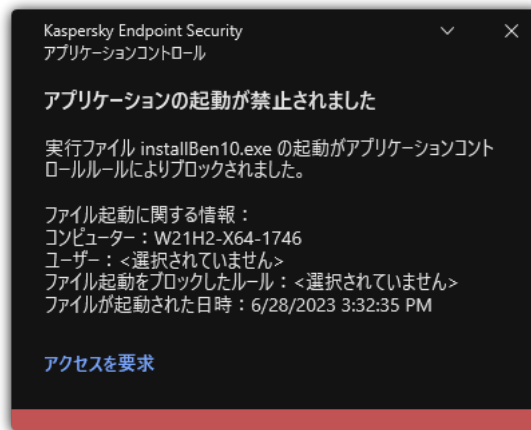 Kaspersky Endpoint Security
アプリケーションコントロール
アプリケーションの起動が禁止されました
実行ファイル installBen10.exe の起動がアプリケーションコント
ロールルールによりブロックされました。
ファイル起動に関する情報：
コンピューター：W21H2-X64-1746
ユーザー：<選択されていません>
ファイル起動をブロックしたルール：<選択されていません>
ファイルが起動された日時：6/28/2023 3:32:35 PM
アクセスを要求